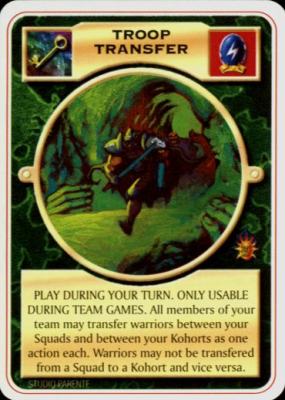 TROOP
TRANSFER
PLAY DURING YOUR TURN. ONLY USABLE
DURING TEAM GAMES. All members of your
team may transfer warriors between your
Squads and between your Kohorts as one
action each. Warriors may not be transfered
from a Squad to a Kohort and vice versa.
STUDIO PARENTE